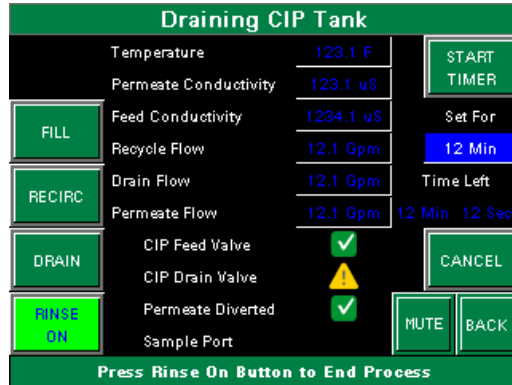 Draining CIP Tank
Temperature 123.1 F
START TIMER
Permeate Conductivity 123.1 uS
Feed Conductivity 1234.1 uS
Set For
FILL
Recycle Flow 12.1 Gpm
12 Min
Drain Flow 12.1 Gpm
Time Left
RECIRC
Permeate Flow 12.1 Gpm
12 Min 12 Sec
CIP Feed Valve
DRAIN
CANCEL
CIP Drain Valve
Permeate Diverted
RINSE ON
MUTE
BACK
Sample Port
Press Rinse On Button to End Process